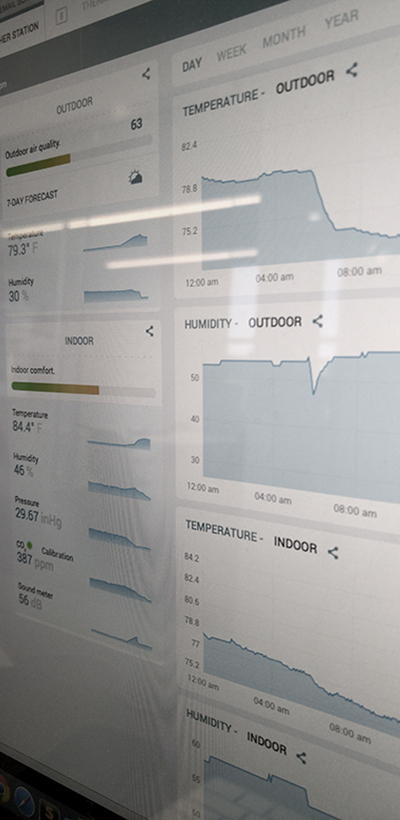 HER STATION
DAY WEEK MONTH YEAR
OUTDOOR
63
Outdoor air quality.
7-DAY FORECAST
Temperature
79.3° F
Humidity
30 %
INDOOR
Indoor comfort.
Temperature
84.4° F
Humidity
46 %
Pressure
29.67 inHg
CO2 Calibration
387 ppm
Sound meter
56 dB
TEMPERATURE - OUTDOOR
82.4
78.8
75.2
12:00 am 04:00 am 08:00 am
HUMIDITY - OUTDOOR
50
40
30
12:00 am 04:00 am 08:00 am
TEMPERATURE - INDOOR
84.2
82.4
80.6
78.8
77
75.2
12:00 am 04:00 am 08:00 am
HUMIDITY - INDOOR
60
55
50